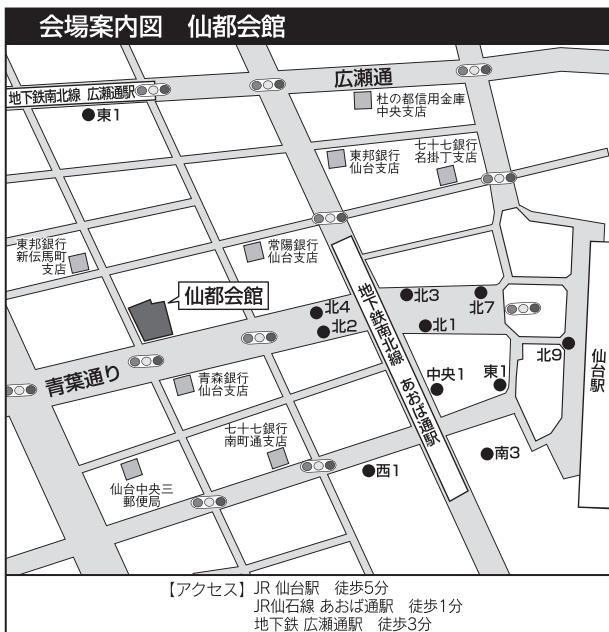 会場案内図 仙都会館
広瀬通
地下鉄南北線 広瀬通駅
東1
杜の都信用金庫
中央支店
東邦銀行
仙台支店
七十七銀行
名掛丁支店
東邦銀行
新伝馬町
支店
常陽銀行
仙台支店
仙都会館
北4
北2
地下鉄南北線 あおば通駅
北3
北7
北1
北9
仙台駅
青葉通り
青森銀行
仙台支店
中央1
東1
七十七銀行
南町通支店
南3
西1
仙台中央三
郵便局
【アクセス】JR 仙台駅 徒歩5分
JR仙石線 あおば通駅 徒歩1分
地下鉄 広瀬通駅 徒歩3分